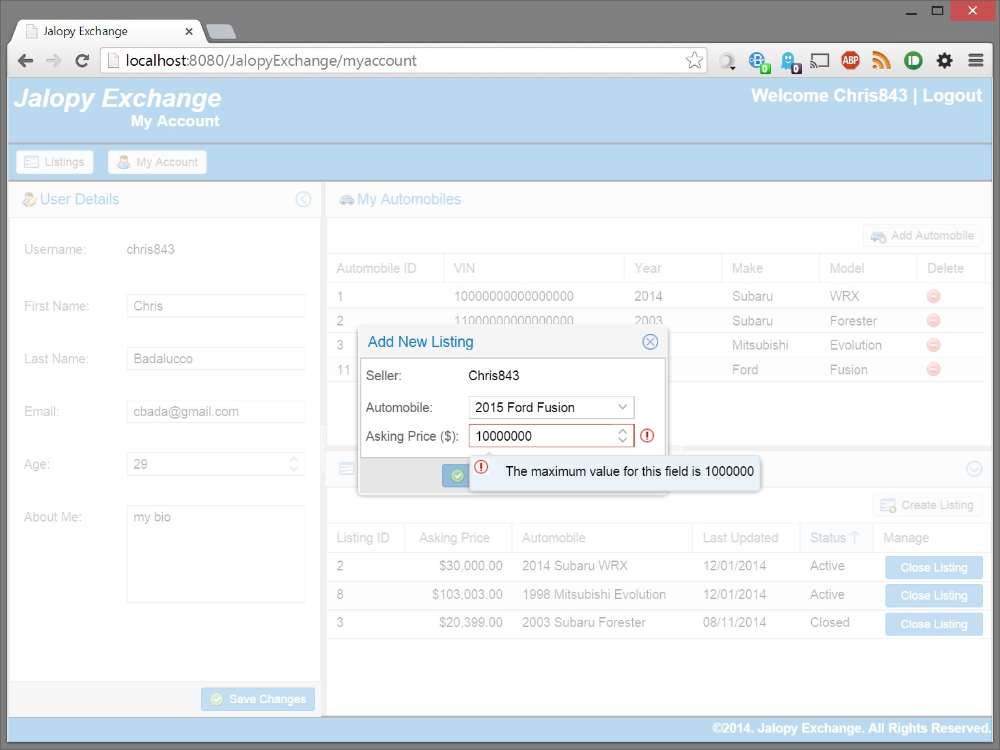 Jalopy Exchange
localhost:8080/JalopyExchange/myaccount
0
0
ABP
Jalopy Exchange
My Account
Welcome Chris843 | Logout
Listings
My Account
User Details
Username: chris843
First Name: Chris
Last Name: Badalucco
Email: cbada@gmail.com
Age: 29
About Me: my bio
Save Changes
My Automobiles
Add Automobile
Automobile ID VIN Year Make Model Delete
1 10000000000000000 2014 Subaru WRX
2 11000000000000000 2003 Subaru Forester
3 Mitsubishi Evolution
11 Ford Fusion
Add New Listing
Seller: Chris843
Automobile: 2015 Ford Fusion
Asking Price ($): 10000000
The maximum value for this field is 1000000
Create Listing
Listing ID Asking Price Automobile Last Updated Status Manage
2 $30,000.00 2014 Subaru WRX 12/01/2014 Active Close Listing
8 $103,003.00 1998 Mitsubishi Evolution 12/01/2014 Active Close Listing
3 $20,399.00 2003 Subaru Forester 08/11/2014 Closed Close Listing
©2014. Jalopy Exchange. All Rights Reserved.